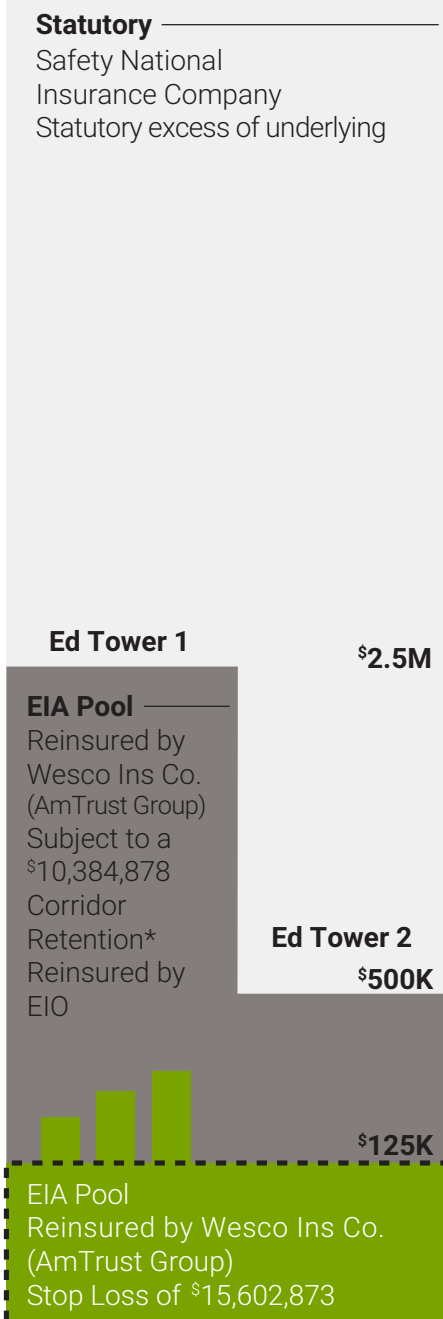 Statutory
Safety National
Insurance Company
Statutory excess of underlying
Ed Tower 1
$2.5M
EIA Pool
Reinsured by
Wesco Ins Co.
(AmTrust Group)
Subject to a
$10,384,878
Corridor
Retention*
Reinsured by
EIO
Ed Tower 2
$500K
$125K
EIA Pool
Reinsured by Wesco Ins Co.
(AmTrust Group)
Stop Loss of $15,602,873